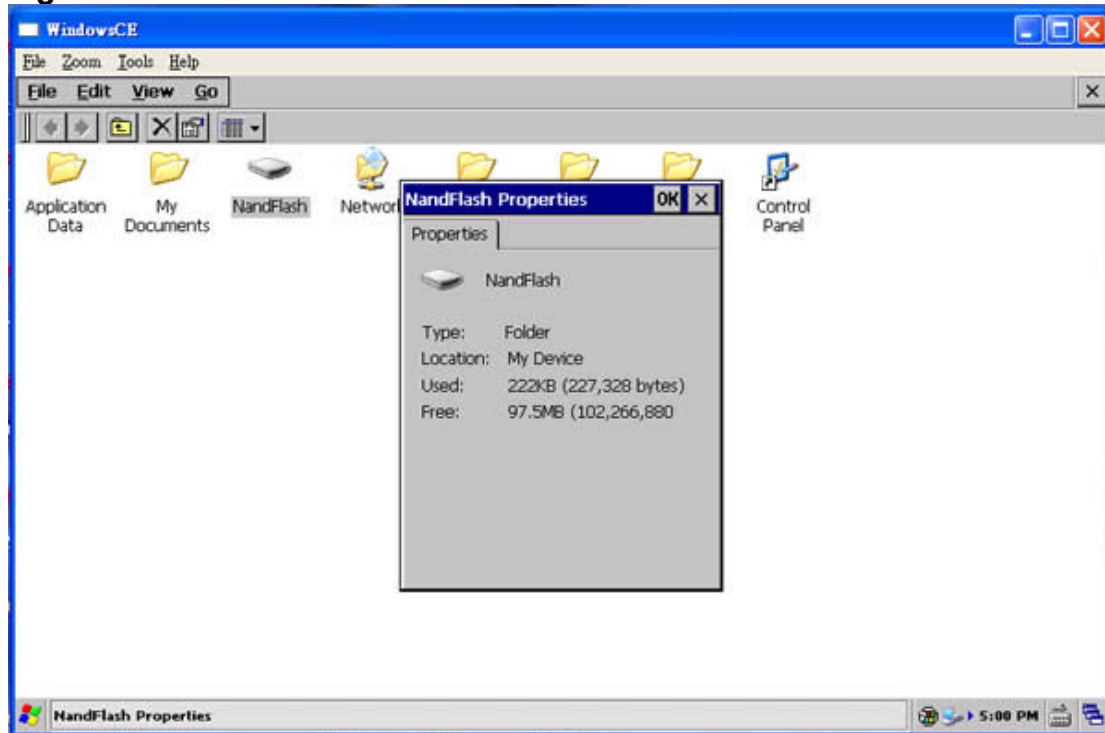 WindowsCE
File Zoom Tools Help
File Edit View Go
Application Data
My Documents
NandFlash
Networ
Control Panel
NandFlash Properties OK
Properties
NandFlash
Type: Folder
Location: My Device
Used: 222KB (227,328 bytes)
Free: 97.5MB (102,266,880
NandFlash Properties
5:00 PM